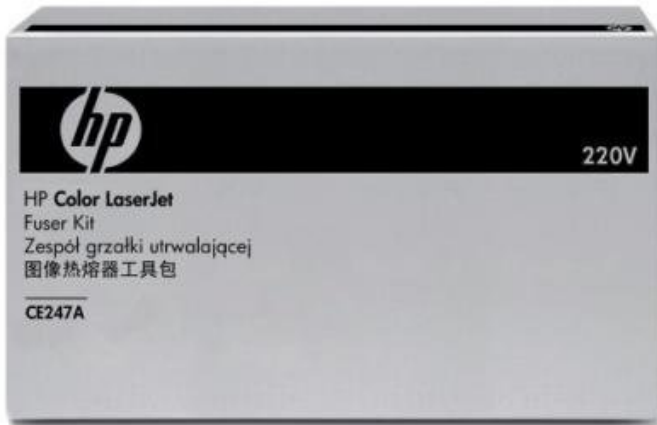 hp
220V
HP Color LaserJet
Fuser Kit
Zespół grzałki utrwalającej
图像热熔器工具包
CE247A